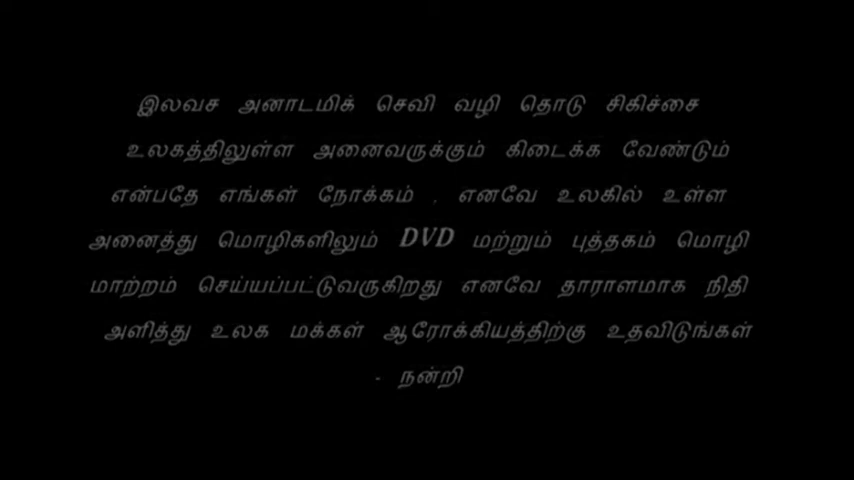 இலவச அனாடமிக் செவி வழி தொடு சிகிச்சை
உலகத்திலுள்ள அனைவருக்கும் கிடைக்க வேண்டும்
என்பதே எங்கள் நோக்கம் . எனவே உலகில் உள்ள
அனைத்து மொழிகளிலும் DVD மற்றும் புத்தகம் மொழி
மாற்றம் செய்யப்பட்டுவருகிறது எனவே தாராளமாக நிதி
அளித்து உலக மக்கள் ஆரோக்கியத்திற்கு உதவிடுங்கள்
- நன்றி